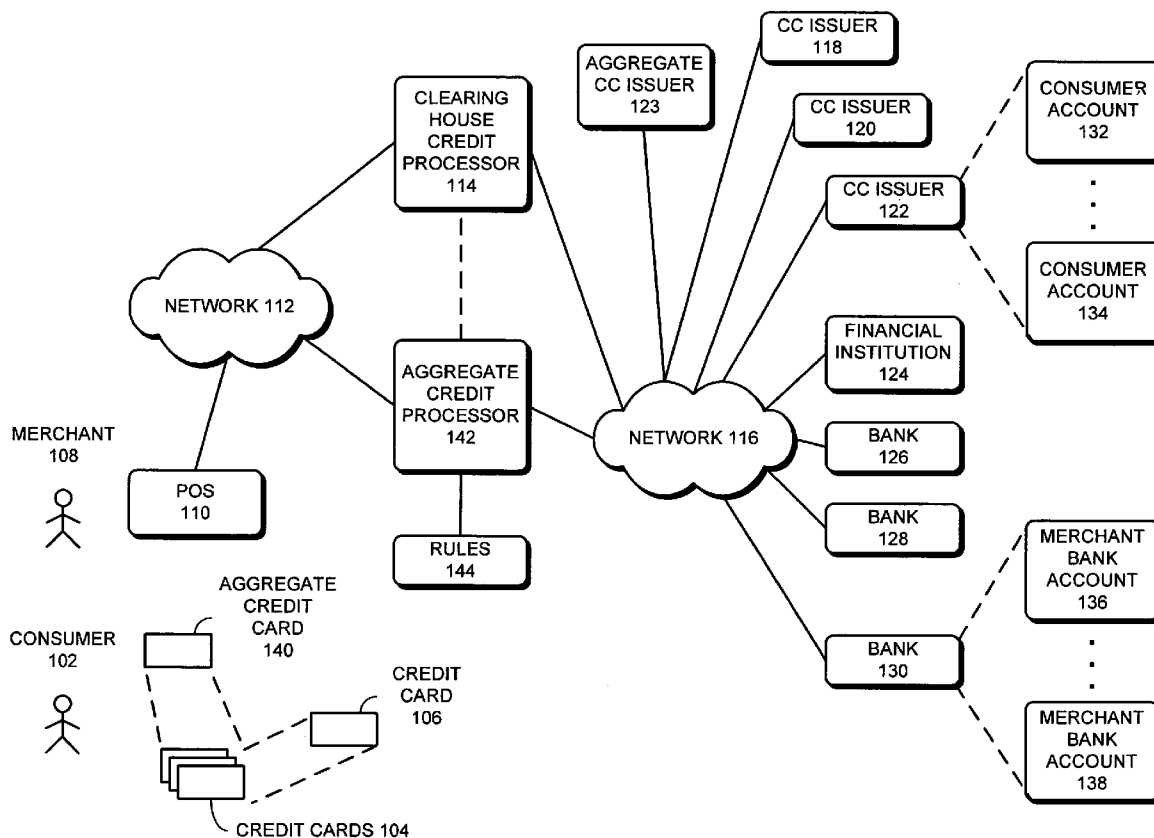 CC ISSUER
118
AGGREGATE
CC ISSUER
123
CLEARING
HOUSE
CREDIT
PROCESSOR
114
CC ISSUER
120
CONSUMER
ACCOUNT
132
CC ISSUER
122
CONSUMER
ACCOUNT
134
NETWORK 112
FINANCIAL
INSTITUTION
124
AGGREGATE
CREDIT
PROCESSOR
142
NETWORK 116
BANK
126
MERCHANT
108
POS
110
BANK
128
RULES
144
MERCHANT
BANK
ACCOUNT
136
AGGREGATE
CREDIT
CARD
140
CONSUMER
102
BANK
130
CREDIT
CARD
106
MERCHANT
BANK
ACCOUNT
138
CREDIT CARDS 104